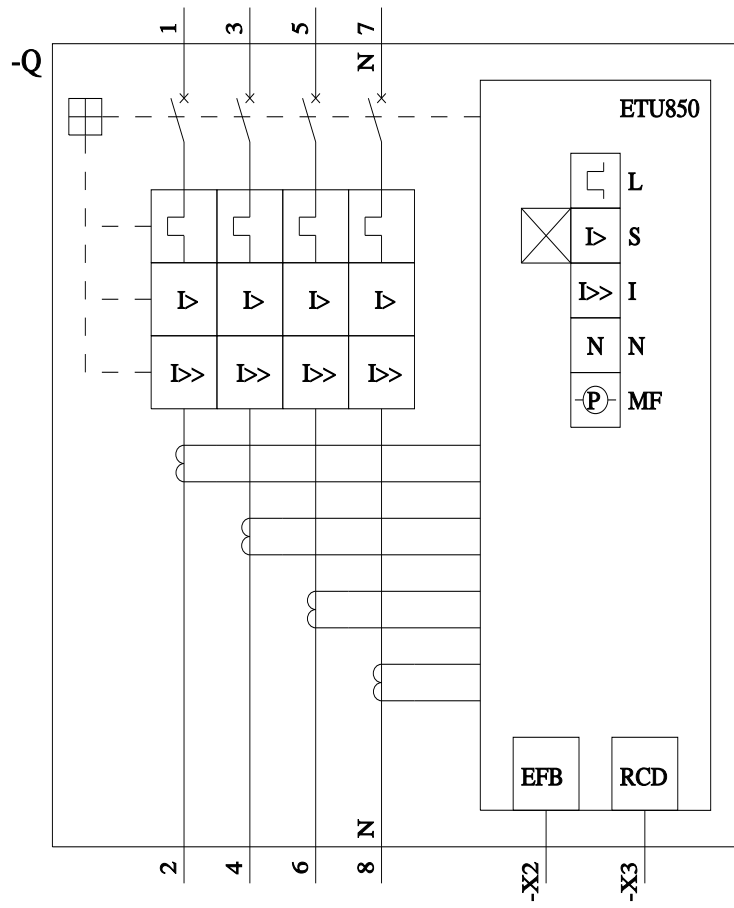 1 3 5 7
-Q N
ETU850
L
I> S
I> I> I> I> I>> I
N N
I>> I>> I>> I>> P MF
EFB RCD
N
2 4 6 8 -X2 -X3